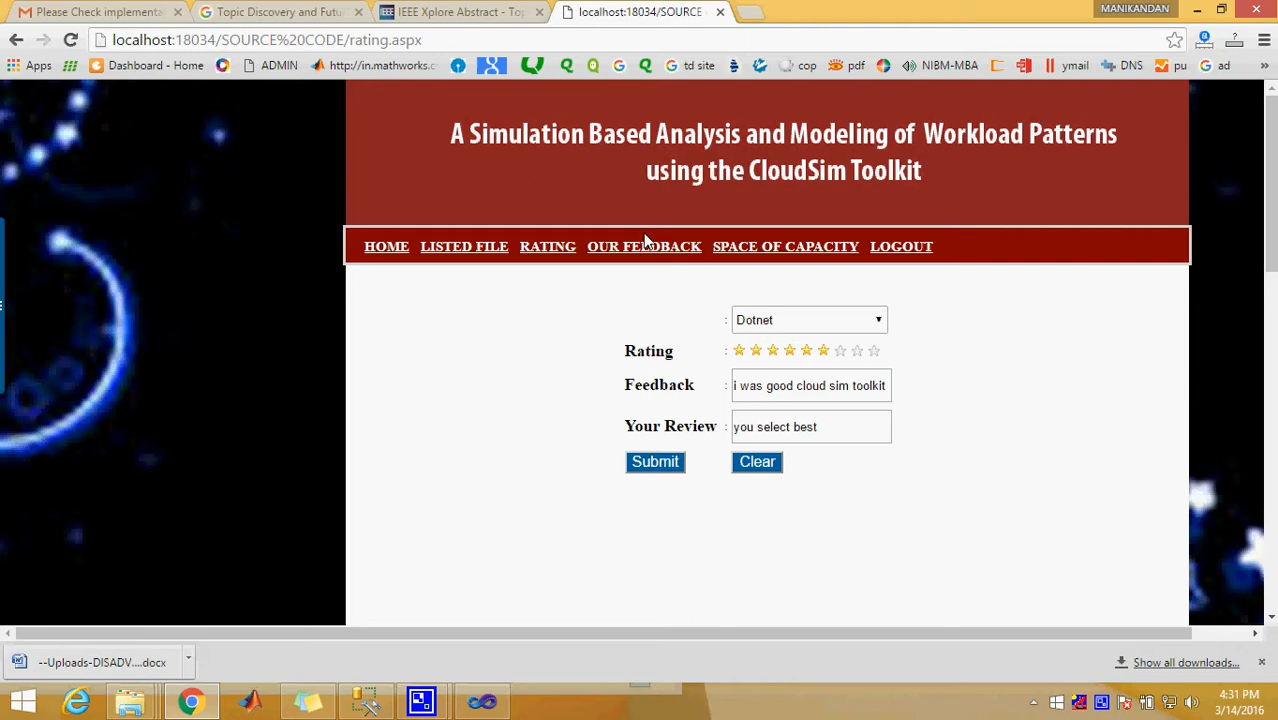 Please Check implementa
Topic Discovery and Futur
IEEE Xplore Abstract - Top
localhost:18034/SOURCE
MANIKANDAN
localhost:18034/SOURCE%20CODE/rating.aspx
Apps
Dashboard - Home
ADMIN
http://in.mathworks.c
td site
cop
pdf
NIBM-MBA
ymail
DNS
pu
ad
»
A Simulation Based Analysis and Modeling of Workload Patterns
using the CloudSim Toolkit
HOME LISTED FILE RATING OUR FEEDBACK SPACE OF CAPACITY LOGOUT
: Dotnet
Rating :
Feedback : i was good cloud sim toolkit
Your Review : you select best
Submit Clear
--Uploads-DISADV....docx
Show all downloads...
4:31 PM
3/14/2016